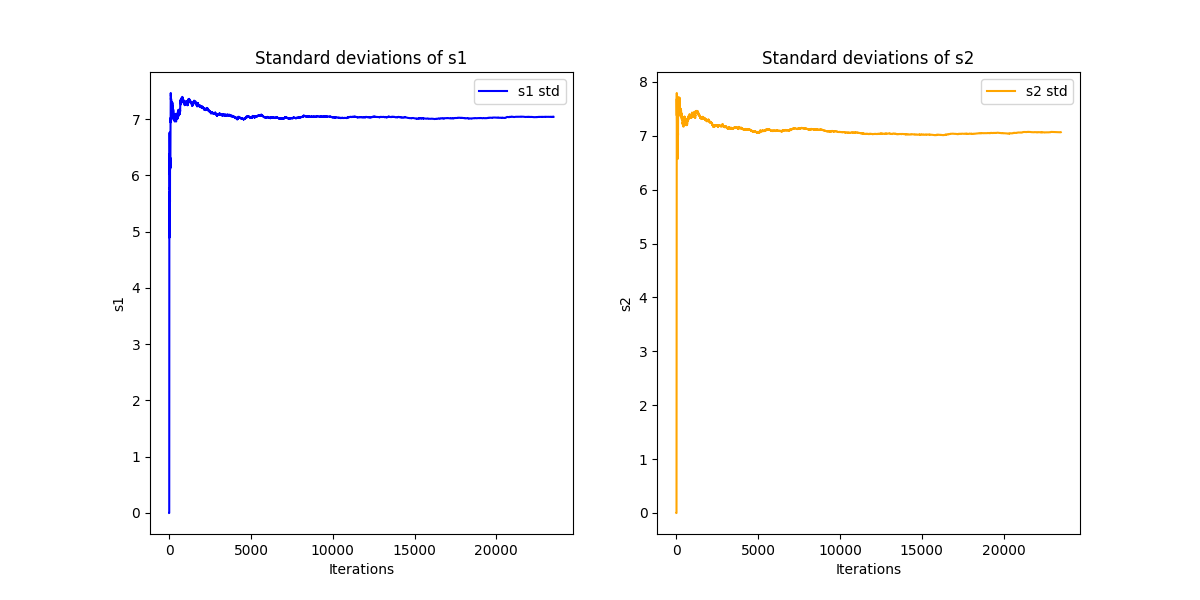 Standard deviations of s1
s1 std
7
6
5
4
3
2
1
0
s1
0 5000 10000 15000 20000
Iterations
Standard deviations of s2
s2 std
8
7
6
5
4
3
2
1
0
s2
0 5000 10000 15000 20000
Iterations